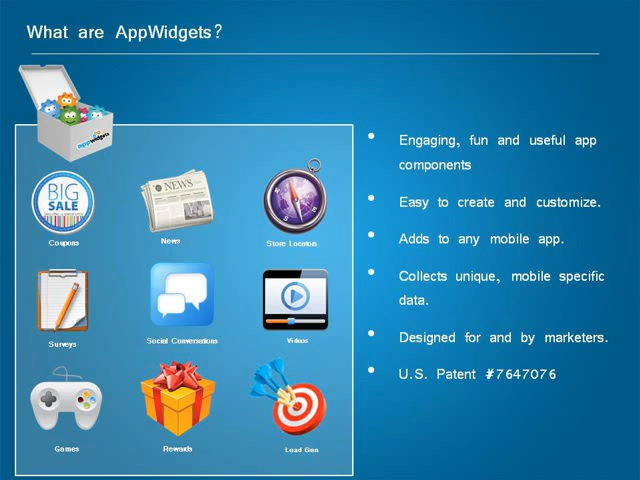 What are AppWidgets?
appwidgets
BIG
SALE
Coupons
NEWS
News
N
S
Store Locators
Surveys
Social Conversations
Videos
Games
Rewards
Lead Gen
• Engaging, fun and useful app
components
• Easy to create and customize.
• Adds to any mobile app.
• Collects unique, mobile specific
data.
• Designed for and by marketers.
• U.S. Patent #7647076